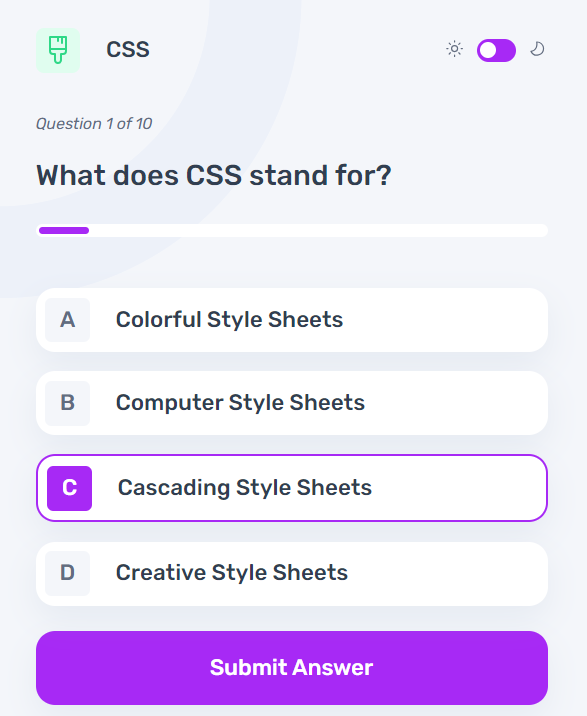 CSS
Question 1 of 10
What does CSS stand for?
A Colorful Style Sheets
B Computer Style Sheets
C Cascading Style Sheets
D Creative Style Sheets
Submit Answer